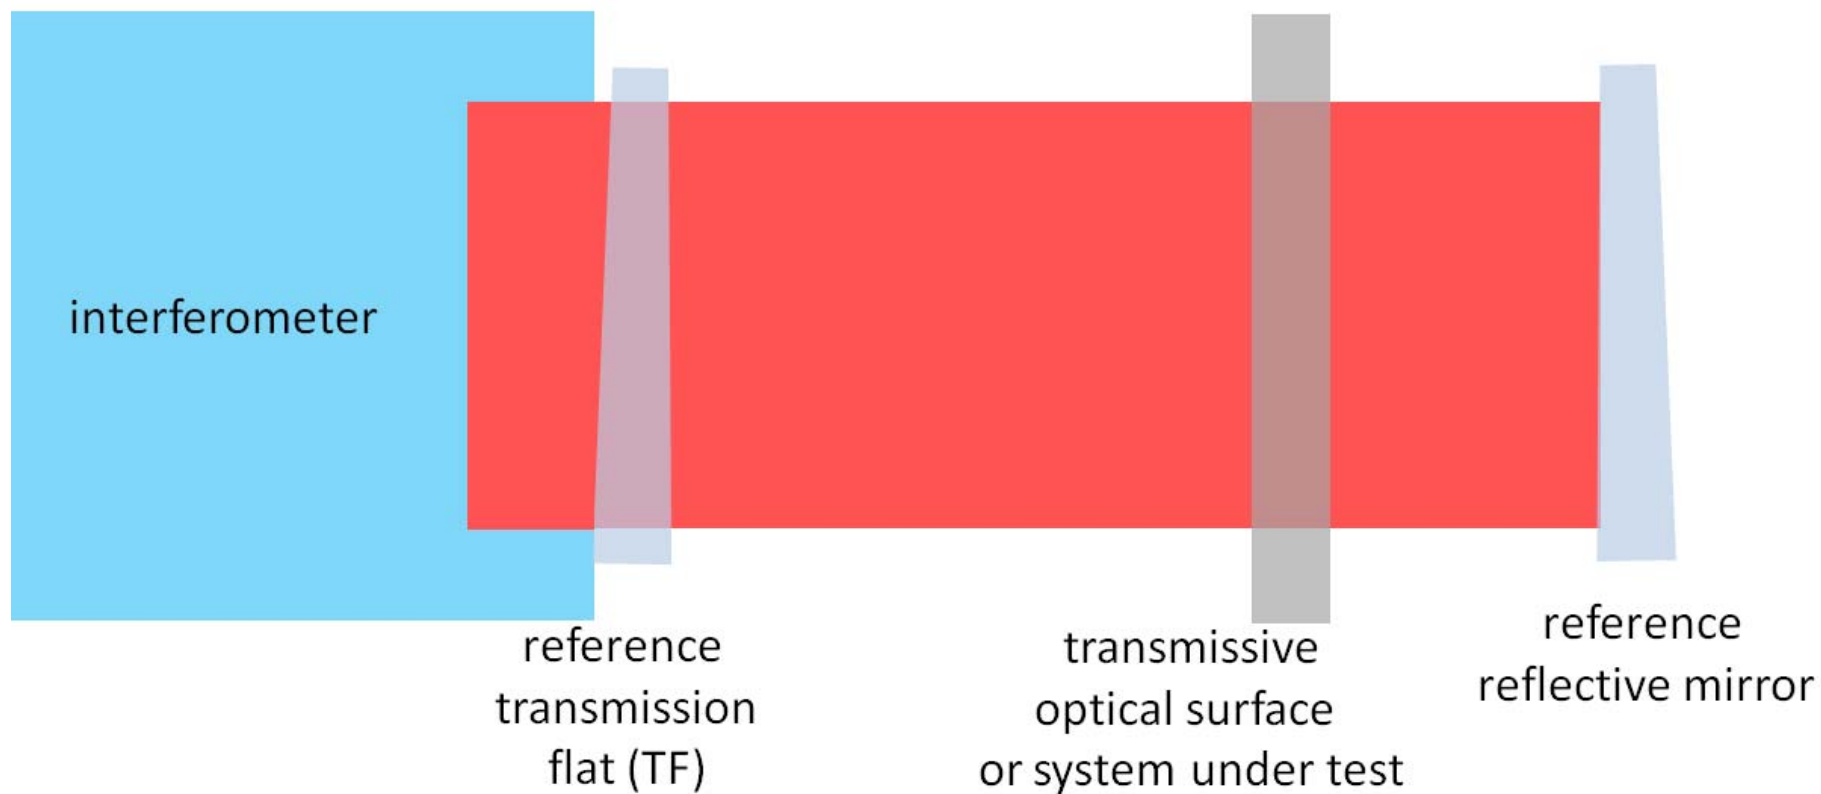 interferometer
reference
transmission
flat (TF)
transmissive
optical surface
or system under test
reference
reflective mirror